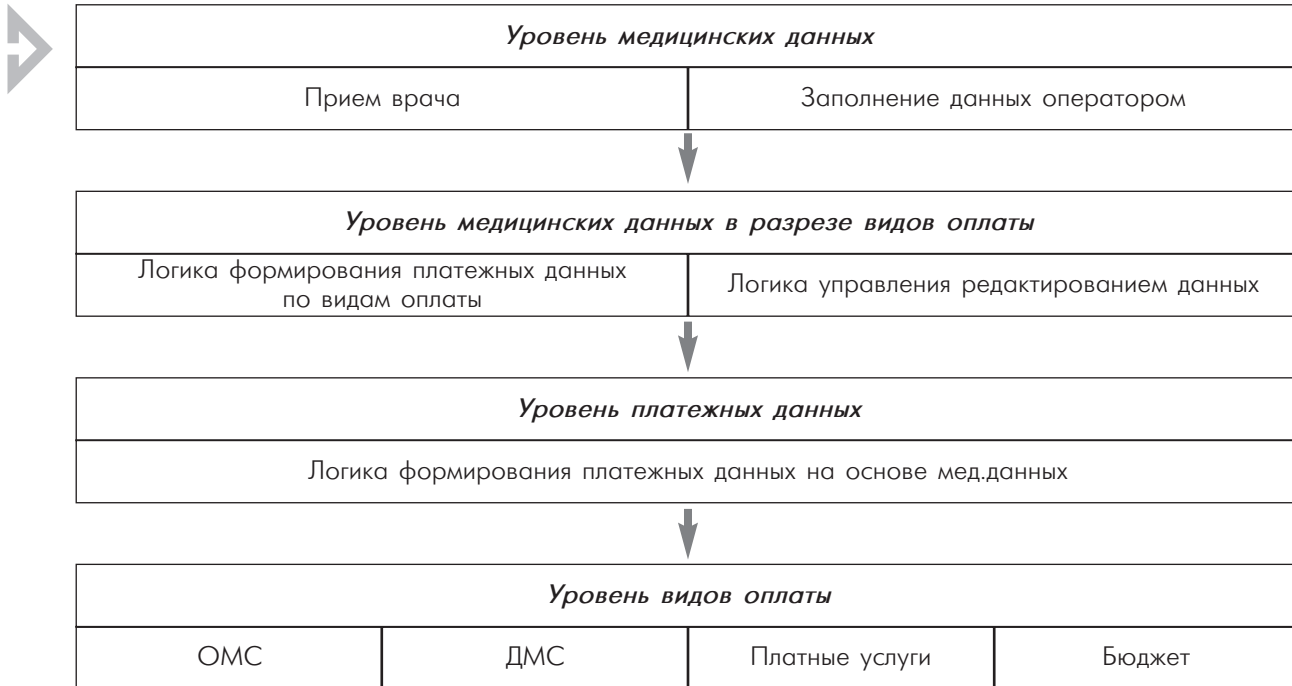 Уровень медицинских данных
Прием врача
Заполнение данных оператором
Уровень медицинских данных в разрезе видов оплаты
Логика формирования платежных данных
по видам оплаты
Логика управления редактированием данных
Уровень платежных данных
Логика формирования платежных данных на основе мед.данных
Уровень видов оплаты
ОМС
ДМС
Платные услуги
Бюджет